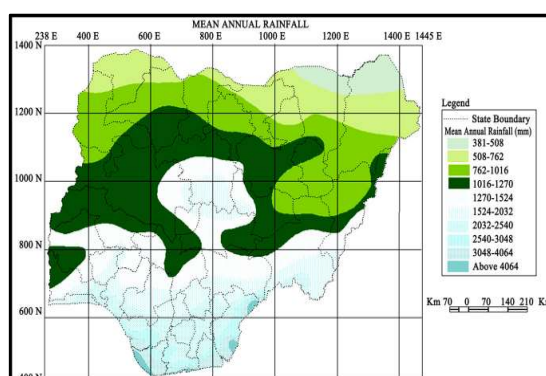 MEAN ANNUAL RAINFALL
238 E 400 E 600 E 800 E 1000 E 1200 E 1400 E 1445 E
1400 N
1200 N
1000 N
800 N
600 N
Legend
State Boundary
Mean Annual Rainfall (mm)
381-508
508-762
762-1016
1016-1270
1270-1524
1524-2032
2032-2540
2540-3048
3048-4064
Above 4064
Km 70 0 70 140 210